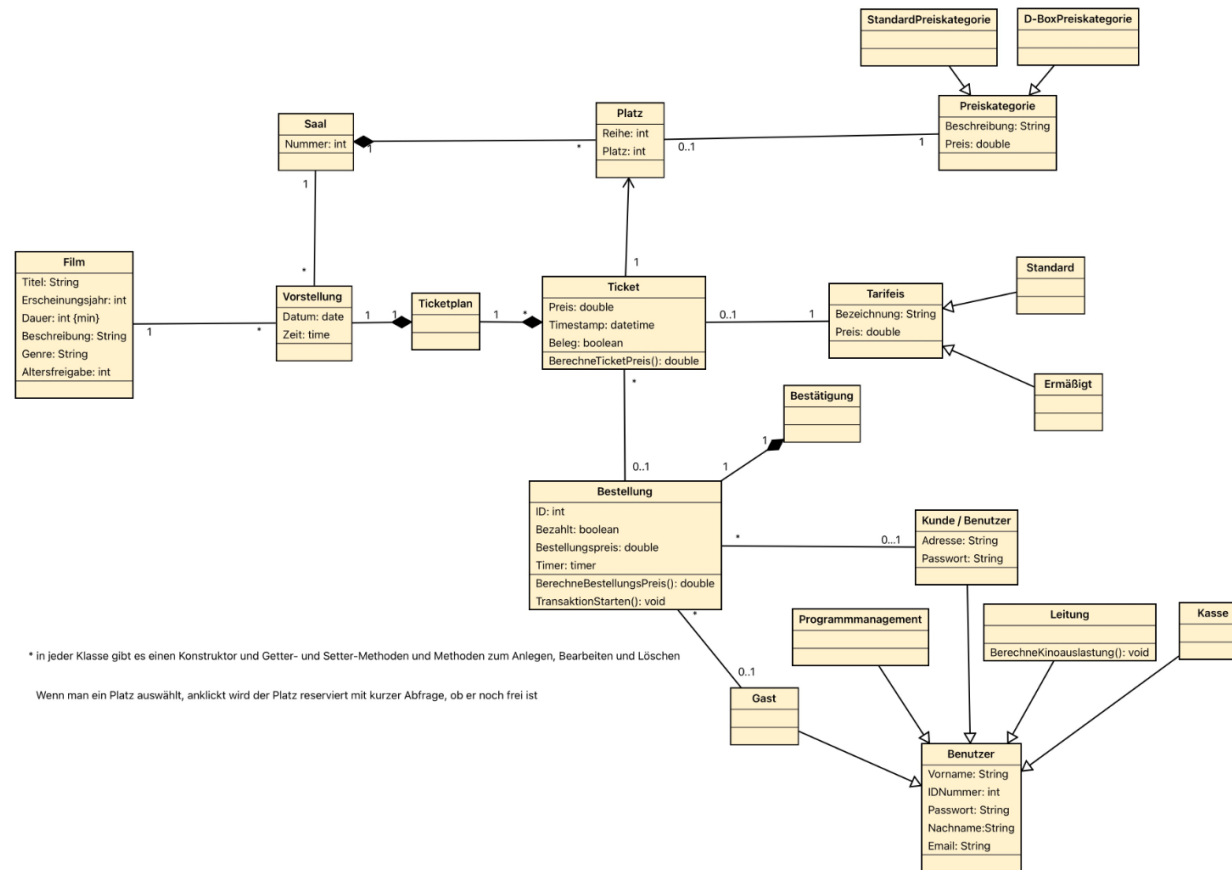 StandardPreiskategorie
D-BoxPreiskategorie
Preiskategorie
Beschreibung: String
Preis: double
Saal
Nummer: int
1
*
Platz
Reihe: int
Platz: int
0..1
1
1
*
1
Film
Titel: String
Erscheinungsjahr: int
Dauer: int {min}
Beschreibung: String
Genre: String
Altersfreigabe: int
1
*
Vorstellung
Datum: date
Zeit: time
1
1
Ticketplan
1
*
Ticket
Preis: double
Timestamp: datetime
Beleg: boolean
BerechneTicketPreis(): double
0..1
1
Tarifeis
Bezeichnung: String
Preis: double
Standard
Ermäßigt
*
0..1
Bestätigung
1
1
Bestellung
ID: int
Bezahlt: boolean
Bestellungspreis: double
Timer: timer
BerechneBestellungsPreis(): double
TransaktionStarten(): void
*
0...1
Kunde / Benutzer
Adresse: String
Passwort: String
*
0..1
Programmmanagement
Leitung
BerechneKinoauslastung(): void
Kasse
* in jeder Klasse gibt es einen Konstruktor und Getter- und Setter-Methoden und Methoden zum Anlegen, Bearbeiten und Löschen
Wenn man ein Platz auswählt, anklickt wird der Platz reserviert mit kurzer Abfrage, ob er noch frei ist
Gast
Benutzer
Vorname: String
IDNummer: int
Passwort: String
Nachname:String
Email: String